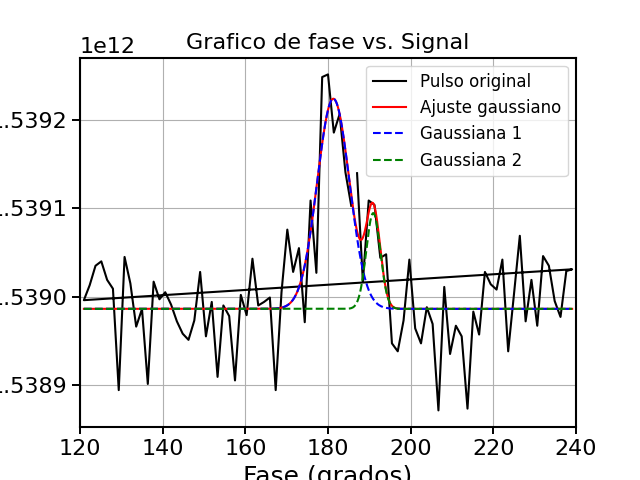 Grafico de fase vs. Signal
1e12
Pulso original
Ajuste gaussiano
Gaussiana 1
Gaussiana 2
.5392
.5391
.5390
.5389
120 140 160 180 200 220 240
Fase (grados)